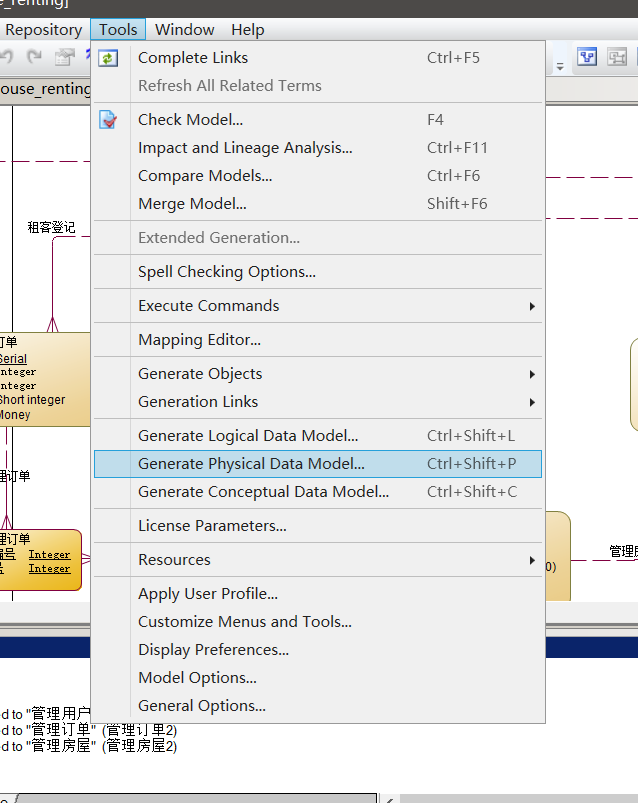 e_renting]
Repository Tools Window Help
ouse_renting
Complete Links Ctrl+F5
Refresh All Related Terms
Check Model... F4
Impact and Lineage Analysis... Ctrl+F11
Compare Models... Ctrl+F6
Merge Model... Shift+F6
Extended Generation...
Spell Checking Options...
Execute Commands
Mapping Editor...
Generate Objects
Generation Links
Generate Logical Data Model... Ctrl+Shift+L
Generate Physical Data Model... Ctrl+Shift+P
Generate Conceptual Data Model... Ctrl+Shift+C
License Parameters...
Resources
Apply User Profile...
Customize Menus and Tools...
Display Preferences...
Model Options...
General Options...
租客登记
订单
Serial
Integer
Integer
Short integer
Money
理订单
理订单
编号 Integer
号 Integer
0)
管理房
ed to "管理用户
ed to "管理订单" (管理订单2)
ed to "管理房屋" (管理房屋2)